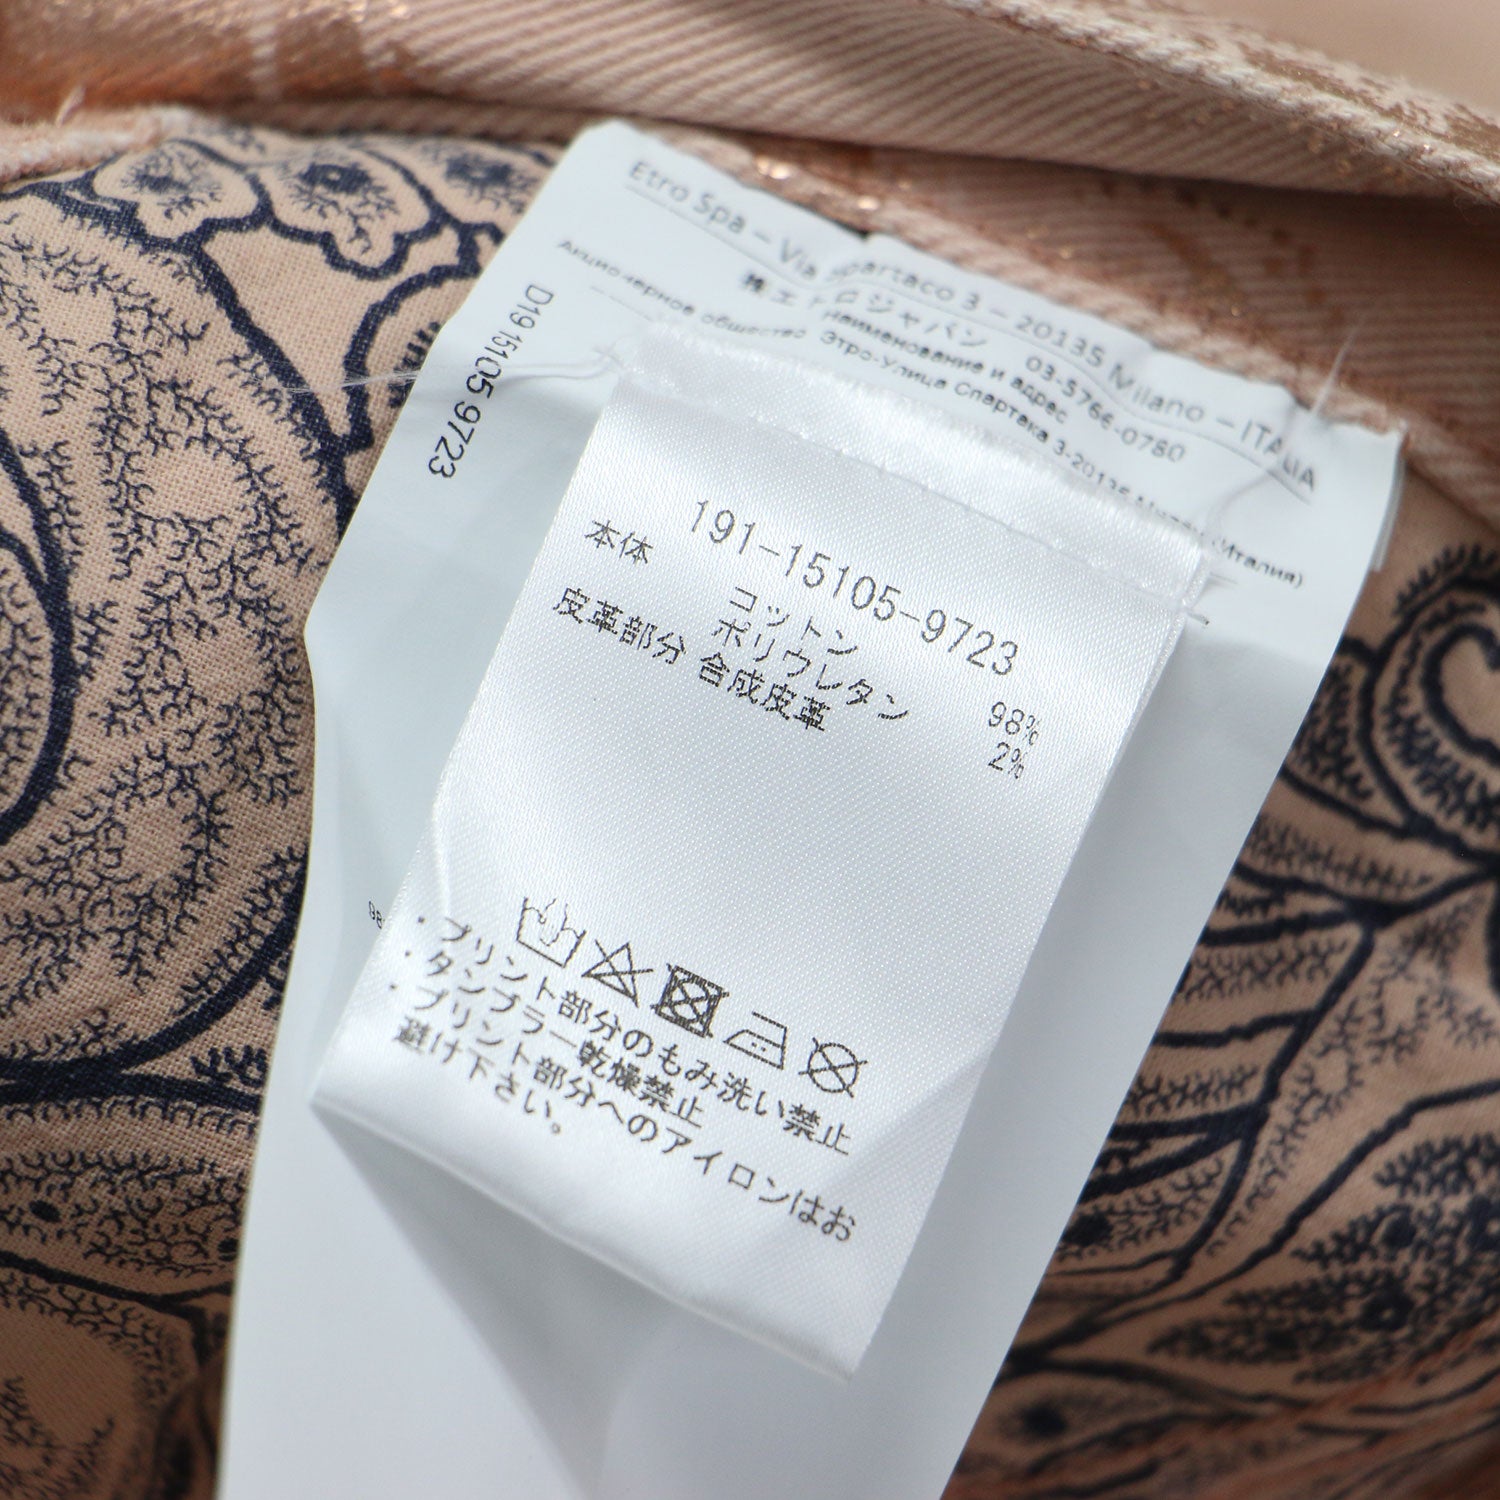 Etro Spa – Via Spartaco 3 – 20135 Milano – ITALIA
㈱エトロジャパン 03-5766-0780
наименование и адрес
Акционерное общество Этро-Улица Спартака 3-20135 (Италия)
D19 15105 9723
191-15105-9723
本体 コットン 98%
ポリウレタン 2%
皮革部分 合成皮革
・プリント部分のもみ洗い禁止
・タンブラー乾燥禁止
・プリント部分へのアイロンはお
避け下さい。